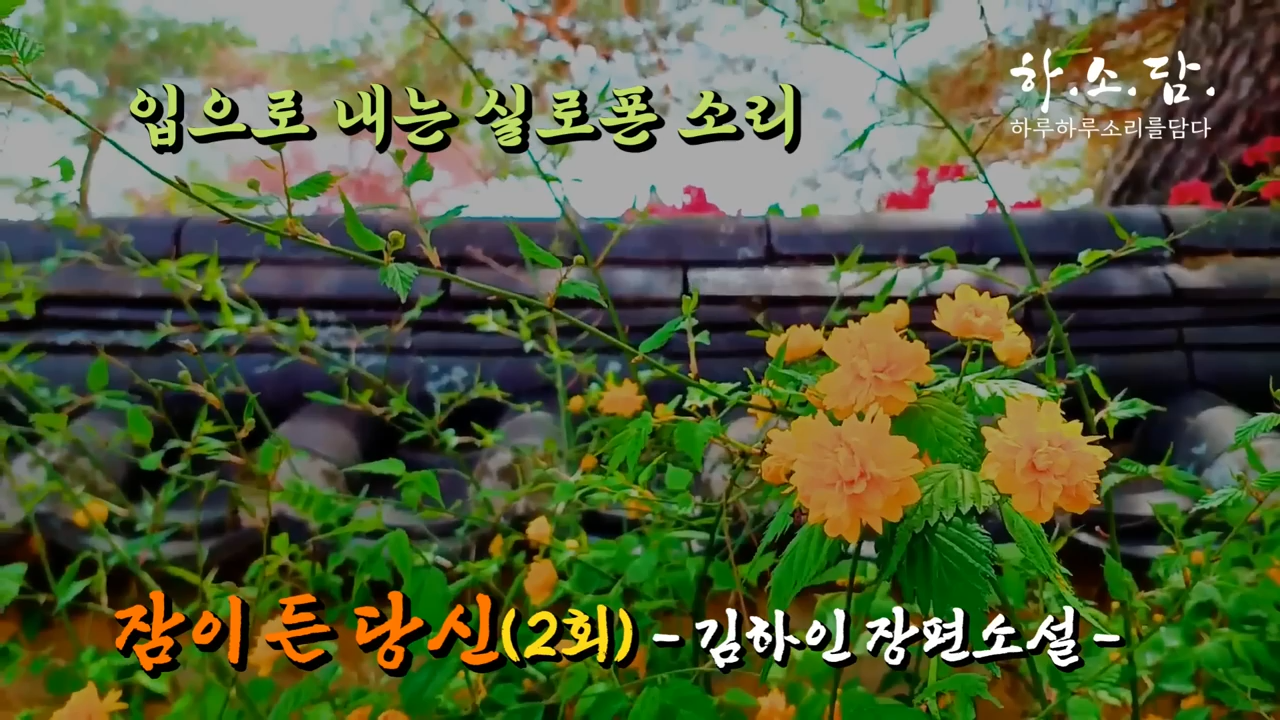 입으로 내는 실로폰 소리
하.소.담.
하루하루소리를담다
잠이 든 당신(2회) - 김하인 장편소설 -